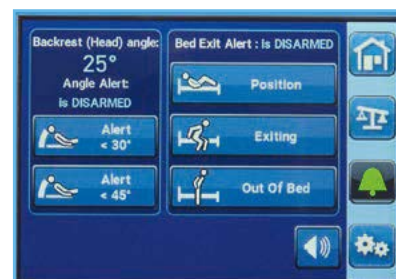 Backrest (Head) angle:
25°
Angle Alert:
is DISARMED
Alert
< 30°
Alert
< 45°
Bed Exit Alert : is DISARMED
Position
Exiting
Out Of Bed